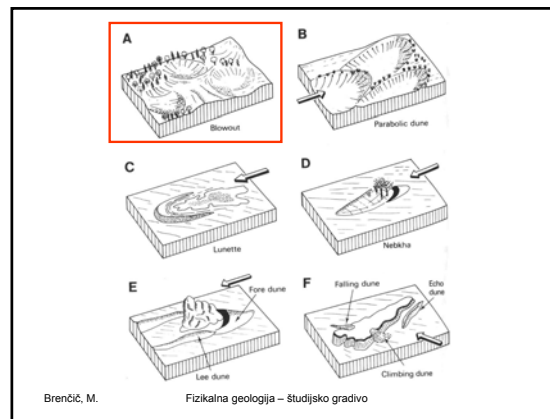 A
Blowout
B
Parabolic dune
C
Lunette
D
Nebkha
E
Fore dune
Lee dune
F
Falling dune
Echo
dune
Climbing dune
Brenčič, M.
Fizikalna geologija – študijsko gradivo